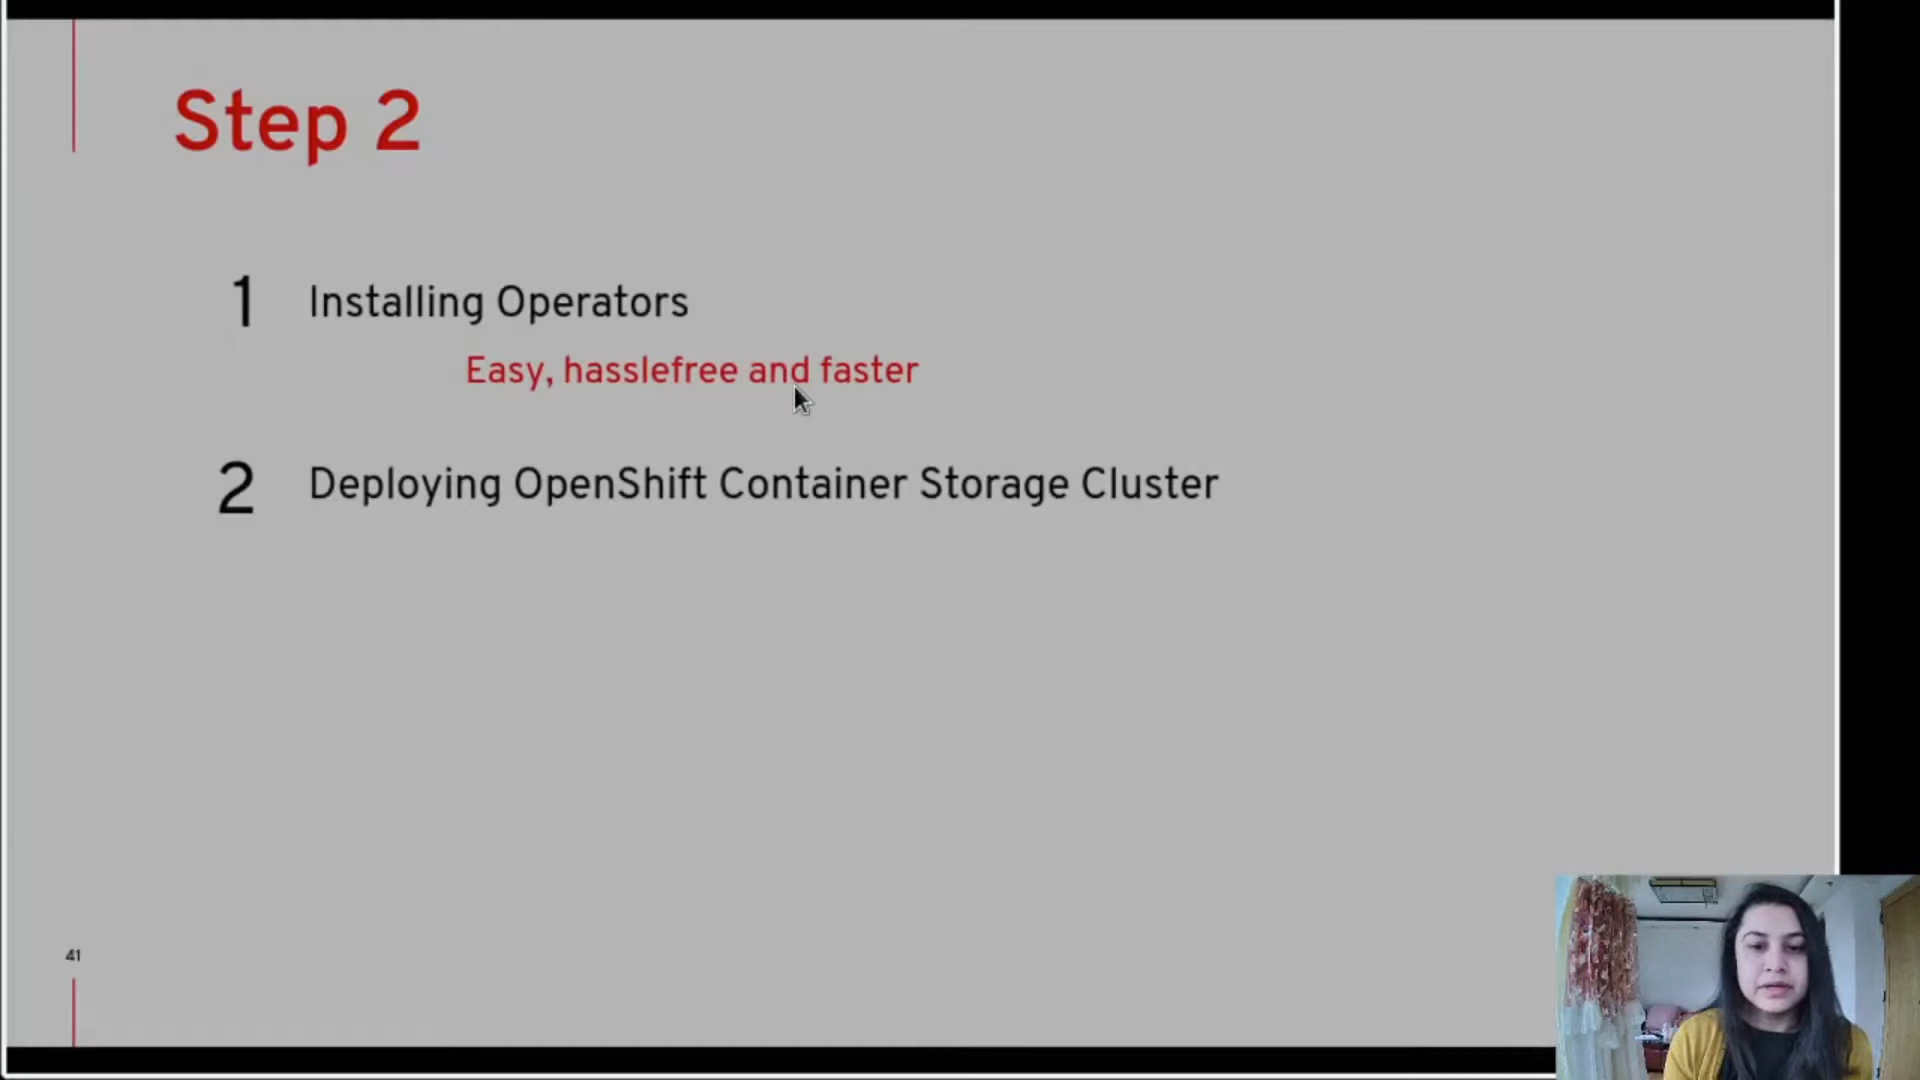 Step 2
1 Installing Operators
Easy, hasslefree and faster
2 Deploying OpenShift Container Storage Cluster
41